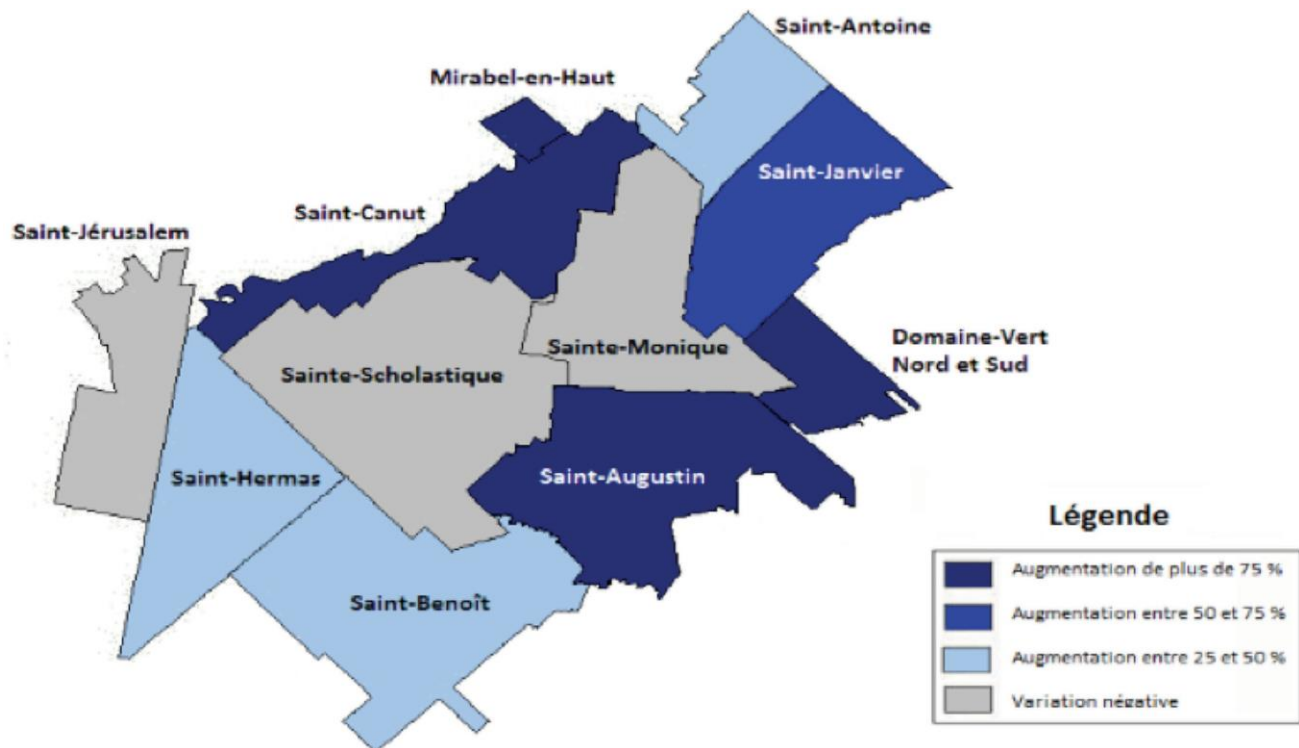 Saint-Antoine
Mirabel-en-Haut
Saint-Janvier
Saint-Canut
Saint-Jérusalem
Domaine-Vert
Nord et Sud
Sainte-Monique
Sainte-Scholastique
Saint-Hermas
Saint-Augustin
Saint-Benoît
Légende
Augmentation de plus de 75 %
Augmentation entre 50 et 75 %
Augmentation entre 25 et 50 %
Variation négative